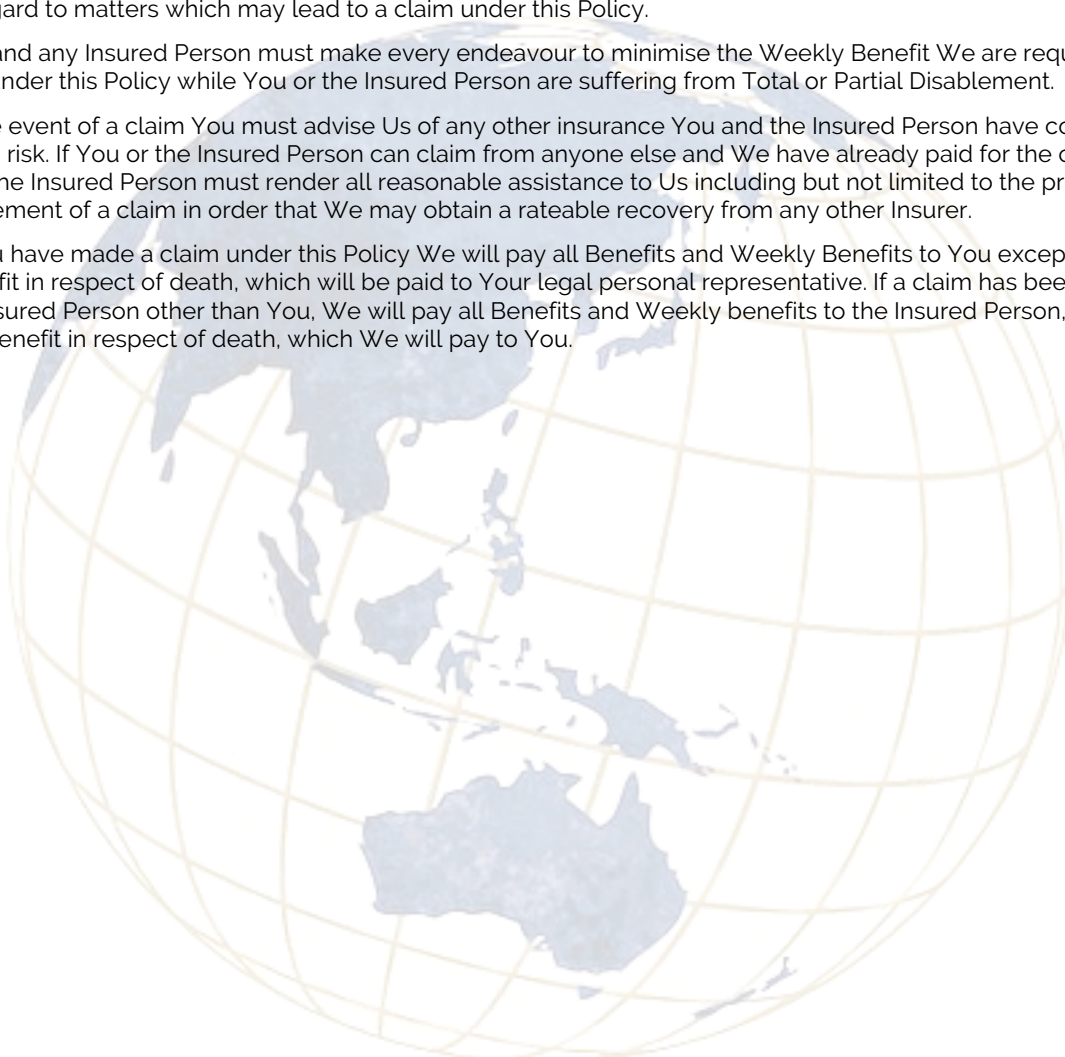 gard to matters which may lead to a claim under this Policy.
and any Insured Person must make every endeavour to minimise the Weekly Benefit We are requ
nder this Policy while You or the Insured Person are suffering from Total or Partial Disablement.
e event of a claim You must advise Us of any other insurance You and the Insured Person have co
risk. If You or the Insured Person can claim from anyone else and We have already paid for the
he Insured Person must render all reasonable assistance to Us including but not limited to the pr
ement of a claim in order that We may obtain a rateable recovery from any other Insurer.
u have made a claim under this Policy We will pay all Benefits and Weekly Benefits to You excep
fit in respect of death, which will be paid to Your legal personal representative. If a claim has bee
sured Person other than You, We will pay all Benefits and Weekly benefits to the Insured Person,
enefit in respect of death, which We will pay to You.